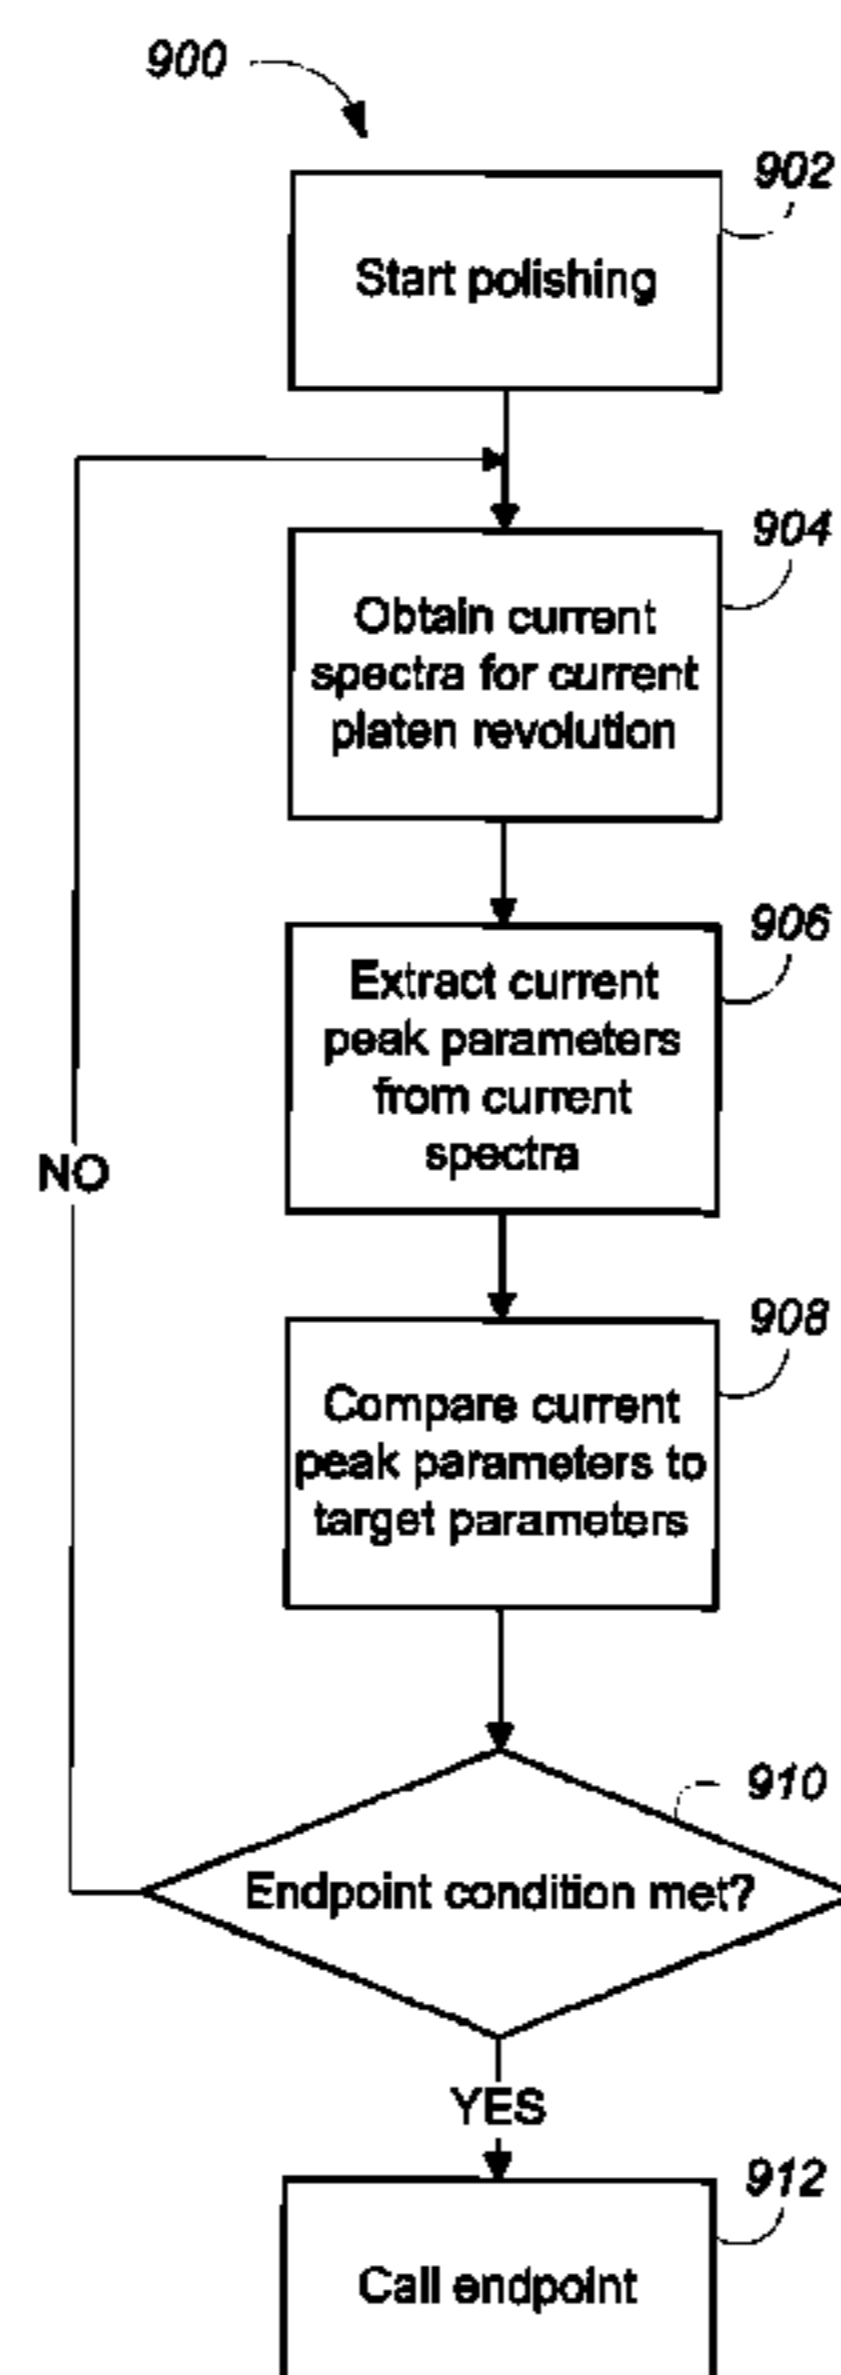 900
902
Start polishing
904
Obtain current
spectra for current
platen revolution
906
Extract current
peak parameters
from current
spectra
NO
908
Compare current
peak parameters to
target parameters
910
Endpoint condition met?
YES
912
Call endpoint